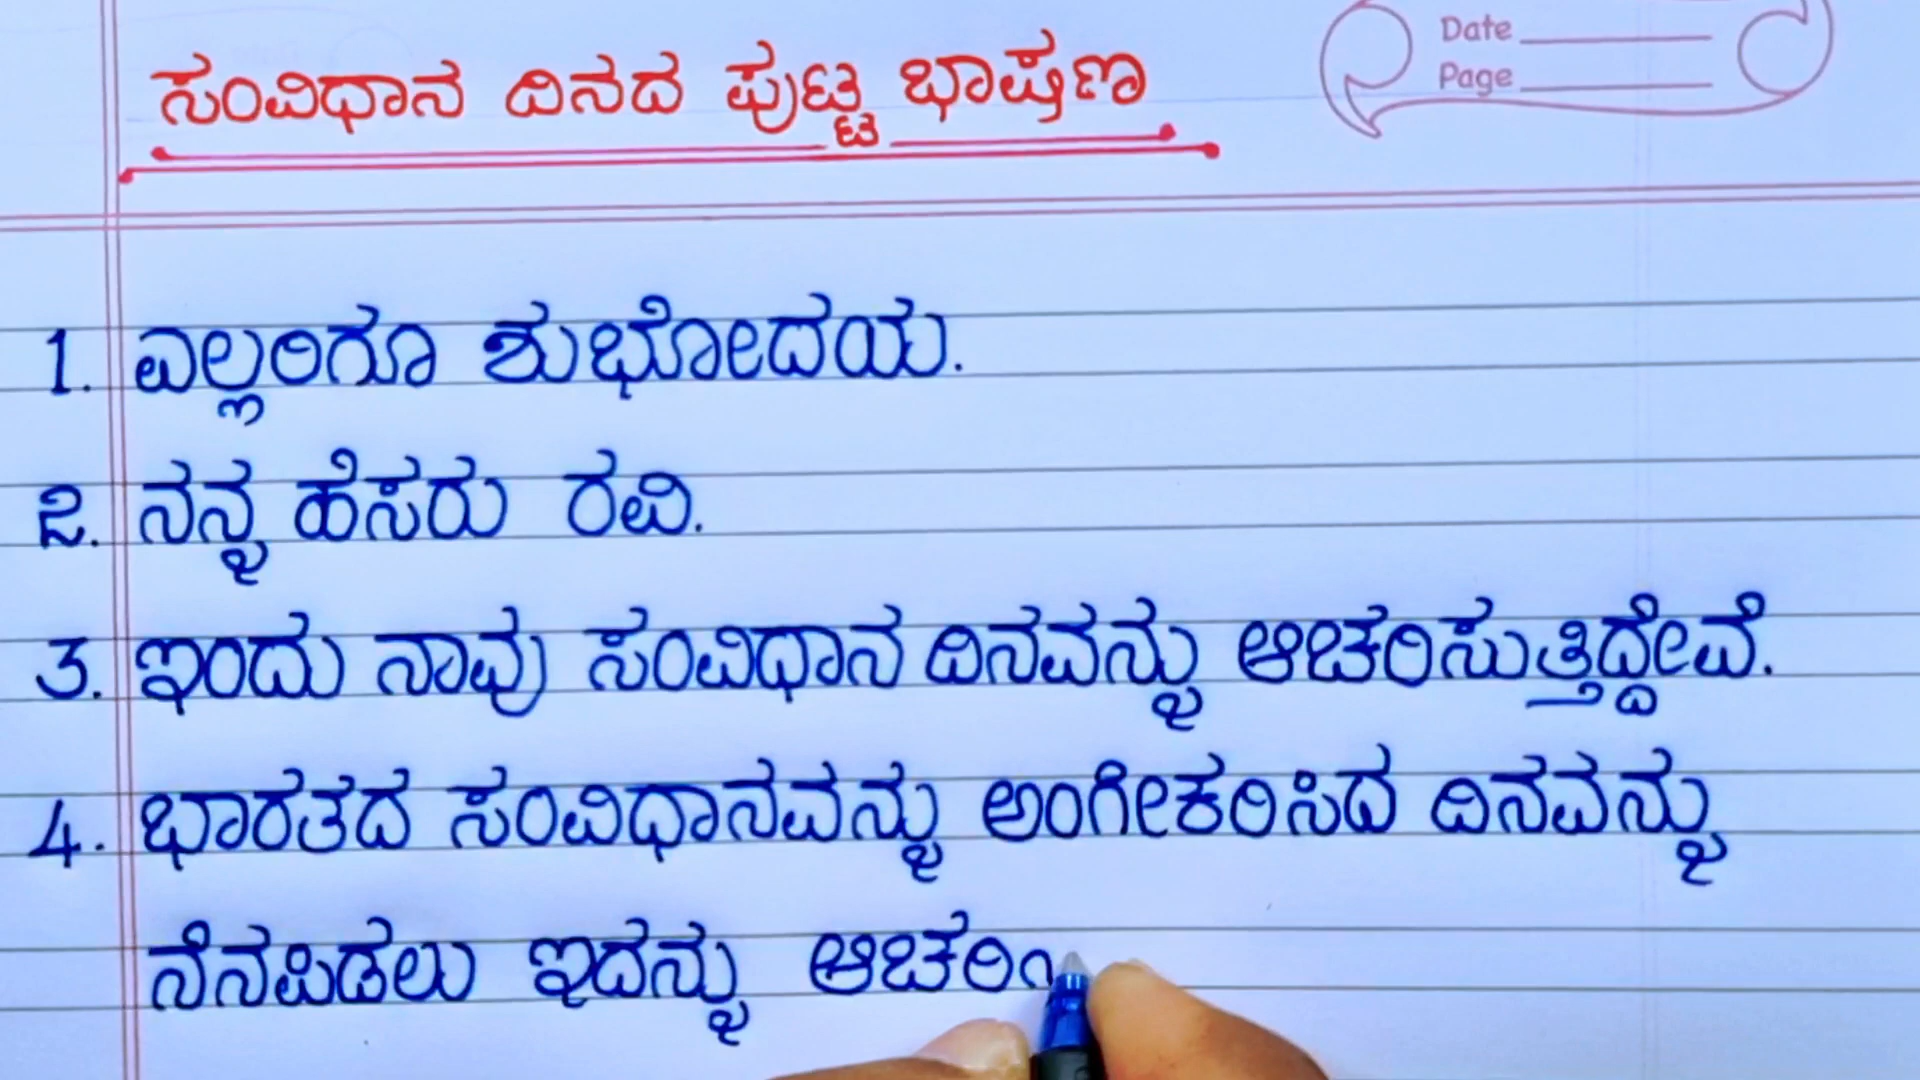 Date
Page
ಸಂವಿಧಾನ ದಿನದ ಪುಟ್ಟ ಭಾಷಣ
1. ಎಲ್ಲರಿಗೂ ಶುಭೋದಯ.
2. ನನ್ನ ಹೆಸರು ರವಿ.
3. ಇಂದು ನಾವು ಸಂವಿಧಾನ ದಿನವನ್ನು ಆಚರಿಸುತ್ತಿದ್ದೇವೆ.
4. ಭಾರತದ ಸಂವಿಧಾನವನ್ನು ಅಂಗೀಕರಿಸಿದ ದಿನವನ್ನು
ನೆನಪಿಡಲು ಇದನ್ನು